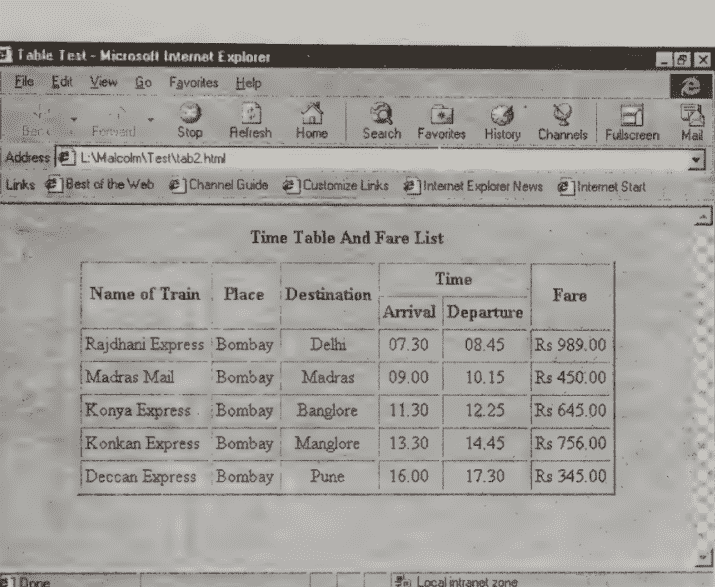 Table Test - Microsoft Internet Explorer
File Edit View Go Favorites Help
Back Forward Stop Refresh Home Search Favorites History Channels Fullscreen Mail
Address L:\Malcolm\Test\tab2.html
Links Best of the Web Channel Guide Customize Links Internet Explorer News Internet Start
Time Table And Fare List
Name of Train Place Destination Time Fare
Arrival Departure
Rajdhani Express Bombay Delhi 07.30 08.45 Rs 989.00
Madras Mail Bombay Madras 09.00 10.15 Rs 450.00
Konya Express Bombay Banglore 11.30 12.25 Rs 645.00
Konkan Express Bombay Manglore 13.30 14.45 Rs 756.00
Deccan Express Bombay Pune 16.00 17.30 Rs 345.00
Done Local intranet zone